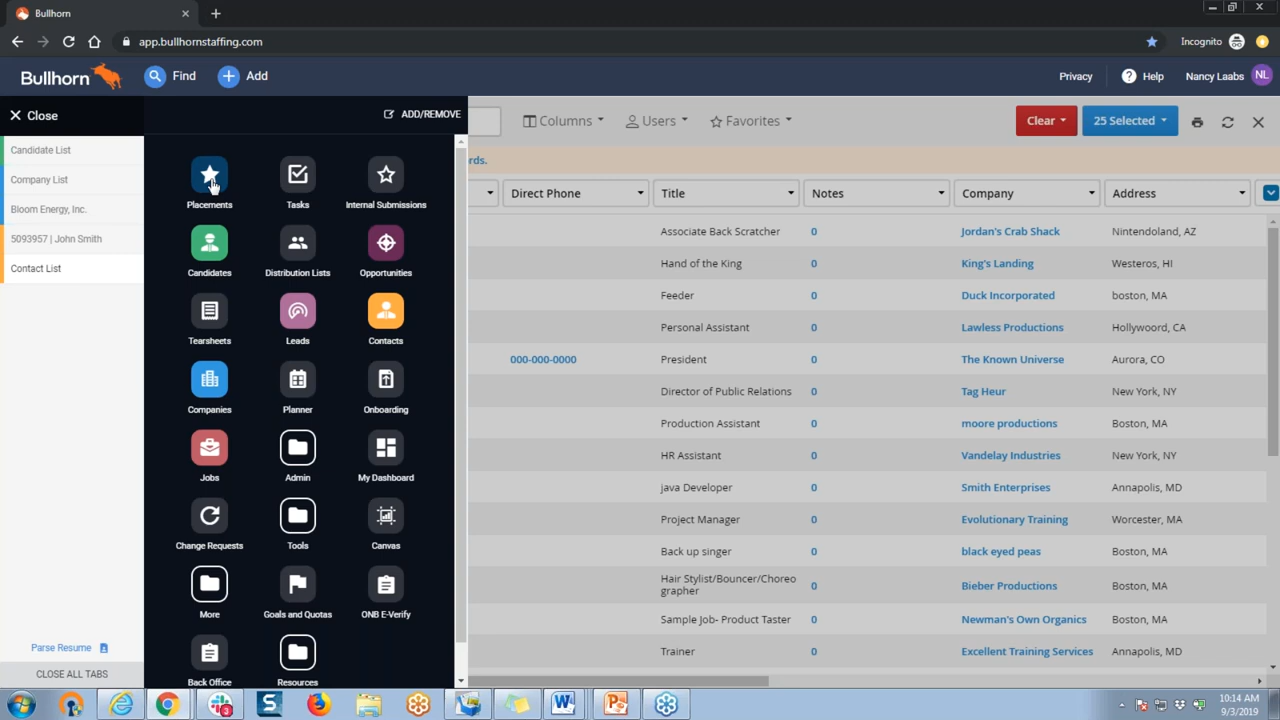 Bullhorn
app.bullhornstaffing.com
Incognito
Bullhorn
Find
Add
Privacy
Help
Nancy Laabs
NL
Close
ADD/REMOVE
Columns
Users
Favorites
Clear
25 Selected
Candidate List
Company List
Bloom Energy, Inc.
5093957 | John Smith
Contact List
Parse Resume
CLOSE ALL TABS
Placements
Tasks
Internal Submissions
Candidates
Distribution Lists
Opportunities
Tearsheets
Leads
Contacts
Companies
Planner
Onboarding
Jobs
Admin
My Dashboard
Change Requests
Tools
Canvas
More
Goals and Quotas
ONB E-Verify
Back Office
Resources
rds.
Direct Phone Title Notes Company Address
Associate Back Scratcher 0 Jordan's Crab Shack Nintendoland, AZ
Hand of the King 0 King's Landing Westeros, HI
Feeder 0 Duck Incorporated boston, MA
Personal Assistant 0 Lawless Productions Hollywoord, CA
000-000-0000 President 0 The Known Universe Aurora, CO
Director of Public Relations 0 Tag Heur New York, NY
Production Assistant 0 moore productions Boston, MA
HR Assistant 0 Vandelay Industries New York, NY
java Developer 0 Smith Enterprises Annapolis, MD
Project Manager 0 Evolutionary Training Worcester, MA
Back up singer 0 black eyed peas Boston, MA
Hair Stylist/Bouncer/Choreo
grapher 0 Bieber Productions Boston, MA
Sample Job- Product Taster 0 Newman's Own Organics Boston, MA
Trainer 0 Excellent Training Services Annapolis, MD
3
10:14 AM
9/3/2019